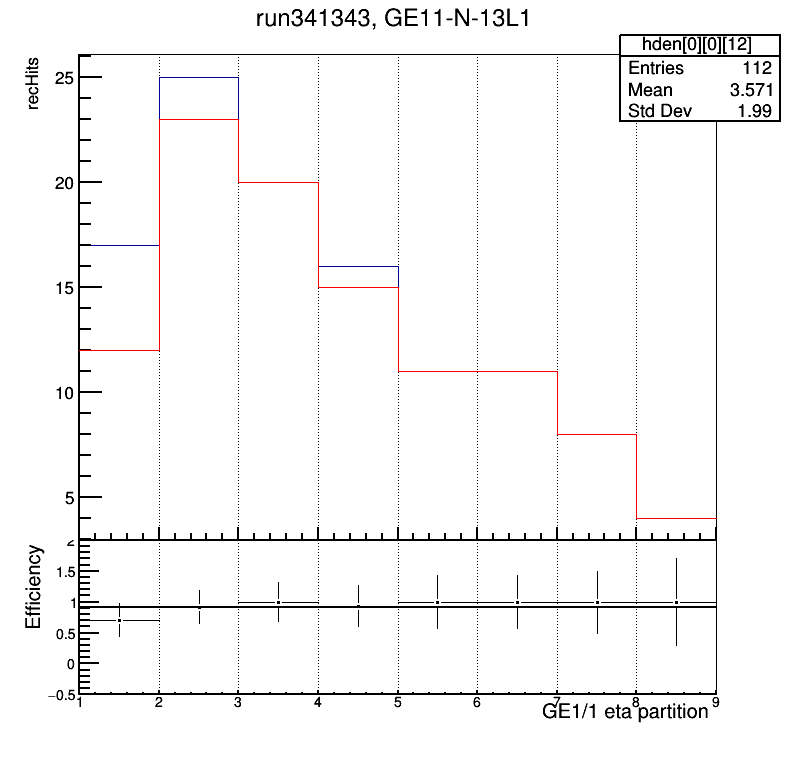 run341343, GE11-N-13L1
hden[0][0][12]
Entries 112
Mean 3.571
Std Dev 1.99
recHits
25
20
15
10
5
Efficiency
2
1.5
1
0.5
0
−0.5
1 2 3 4 5 6 7 8 9
GE1/1 eta partition